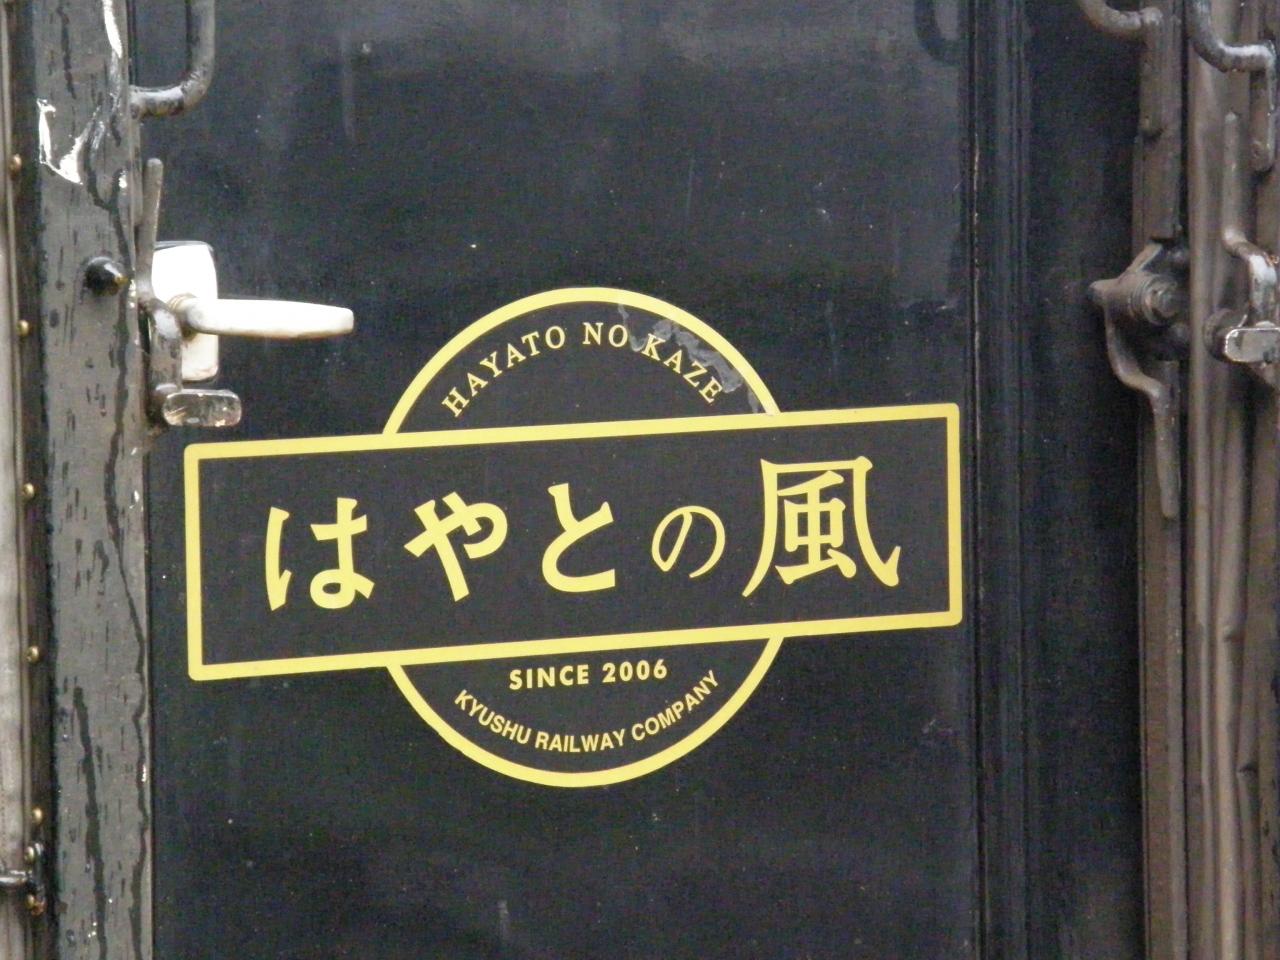 HAYATO NO KAZE
はやとの風
SINCE 2006
KYUSHU RAILWAY COMPANY